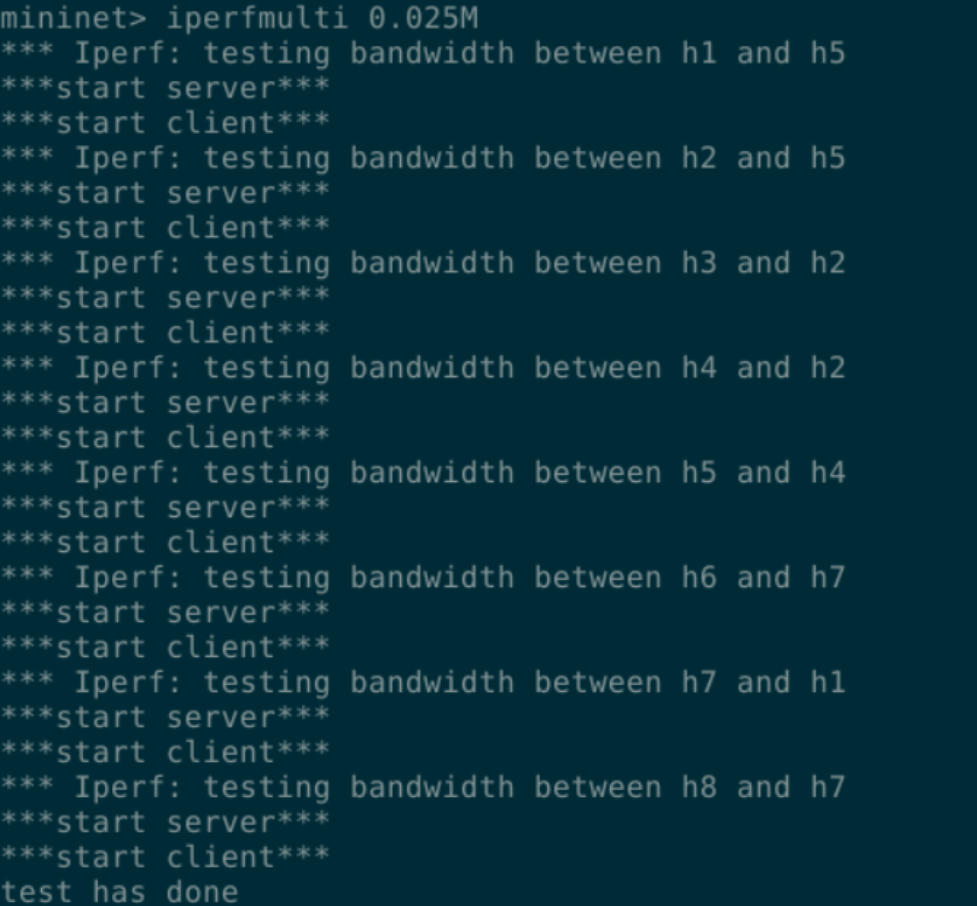 mininet> iperfmulti 0.025M
*** Iperf: testing bandwidth between h1 and h5
***start server***
***start client***
*** Iperf: testing bandwidth between h2 and h5
***start server***
***start client***
*** Iperf: testing bandwidth between h3 and h2
***start server***
***start client***
*** Iperf: testing bandwidth between h4 and h2
***start server***
***start client***
*** Iperf: testing bandwidth between h5 and h4
***start server***
***start client***
*** Iperf: testing bandwidth between h6 and h7
***start server***
***start client***
*** Iperf: testing bandwidth between h7 and h1
***start server***
***start client***
*** Iperf: testing bandwidth between h8 and h7
***start server***
***start client***
test has done